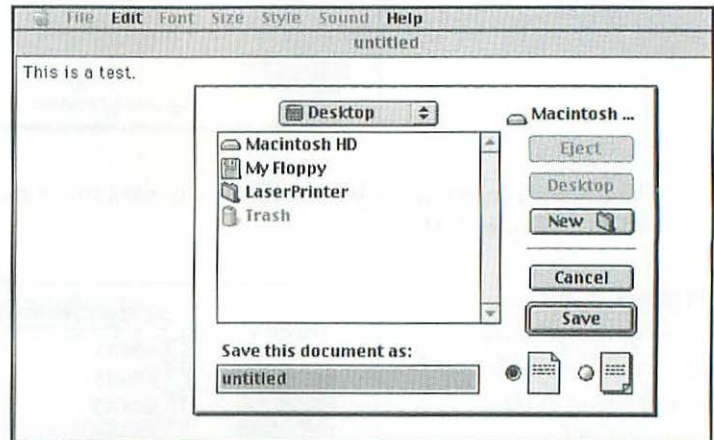 File Edit Font Size Style Sound Help
untitled
This is a test.
Desktop
Macintosh ...
Macintosh HD
My Floppy
LaserPrinter
Trash
Eject
Desktop
New
Cancel
Save
Save this document as:
untitled